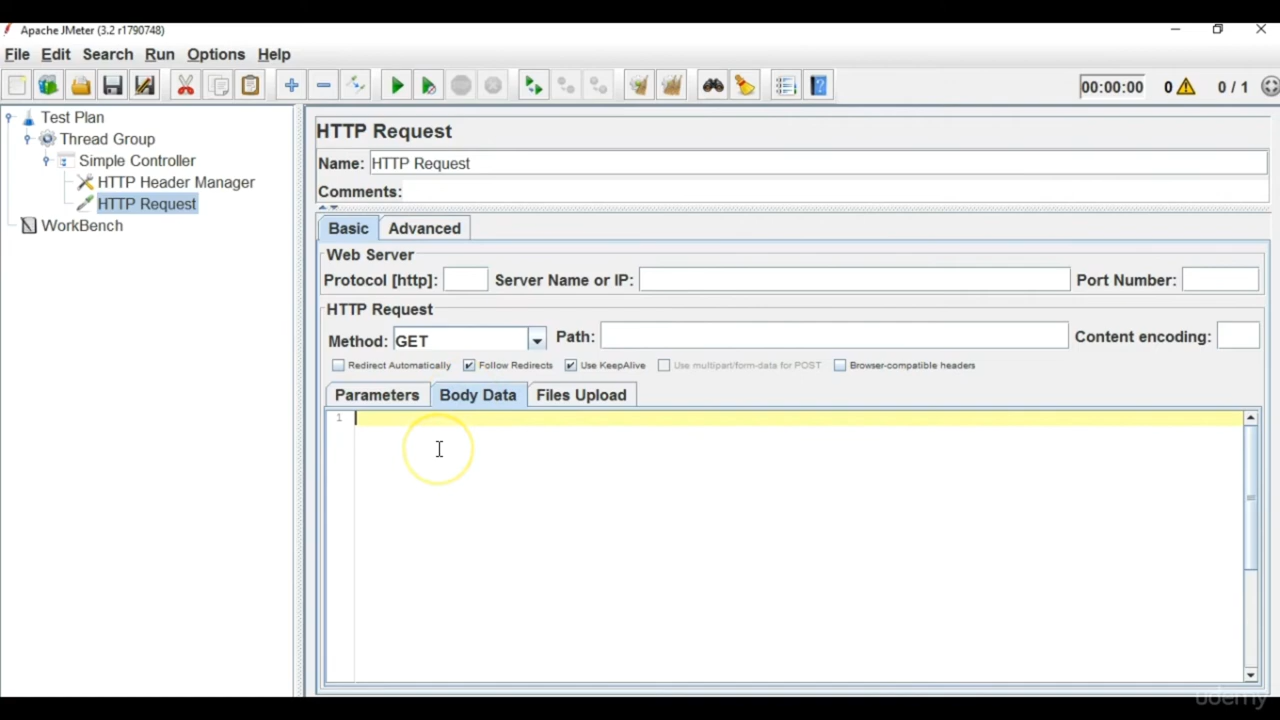 Apache JMeter (3.2 r1790748)
File Edit Search Run Options Help
00:00:00 0 0 / 1
Test Plan
Thread Group
Simple Controller
HTTP Header Manager
HTTP Request
WorkBench
HTTP Request
Name: HTTP Request
Comments:
Basic Advanced
Web Server
Protocol [http]: Server Name or IP: Port Number:
HTTP Request
Method: GET Path: Content encoding:
Redirect Automatically Follow Redirects Use KeepAlive Use multipart/form-data for POST Browser-compatible headers
Parameters Body Data Files Upload
1
udemy